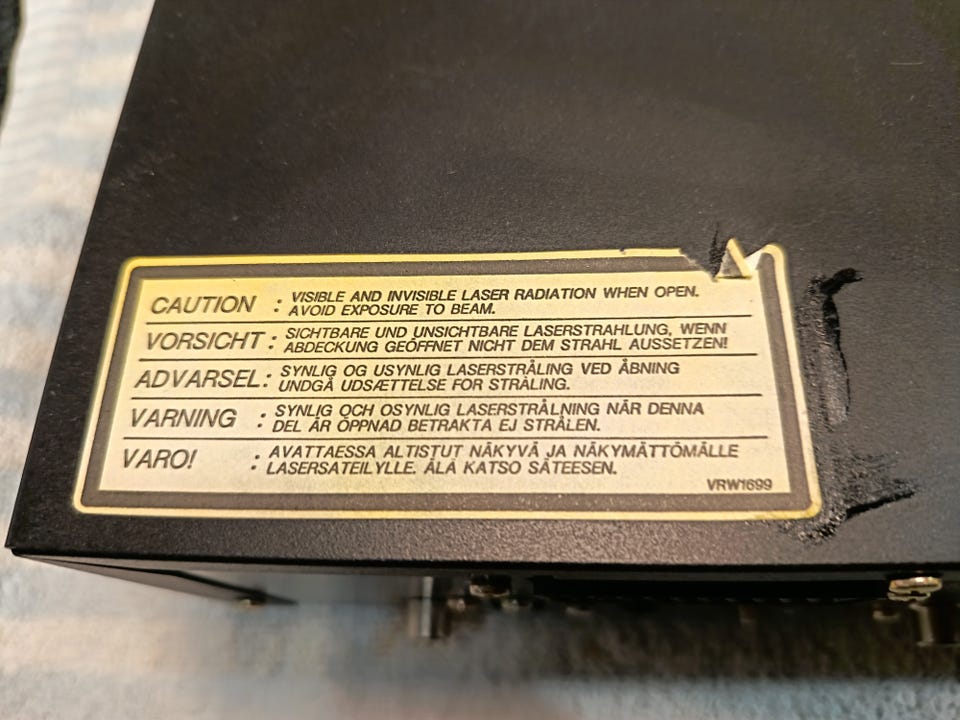 CAUTION : VISIBLE AND INVISIBLE LASER RADIATION WHEN OPEN.
AVOID EXPOSURE TO BEAM.
VORSICHT : SICHTBARE UND UNSICHTBARE LASERSTRAHLUNG, WENN
ABDECKUNG GEÖFFNET NICHT DEM STRAHL AUSSETZEN!
ADVARSEL : SYNLIG OG USYNLIG LASERSTRÅLING VED ÅBNING
UNDGÅ UDSÆTTELSE FOR STRÅLING.
VARNING : SYNLIG OCH OSYNLIG LASERSTRÅLNING NÄR DENNA
DEL ÄR ÖPPNAD BETRAKTA EJ STRÅLEN.
VARO! : AVATTAESSA ALTISTUT NÄKYVÄ JA NÄKYMÄTTÖMÄLLE
LASERSATEILYLLE. ÄLÄ KATSO SÄTEESEN.
VRW1699